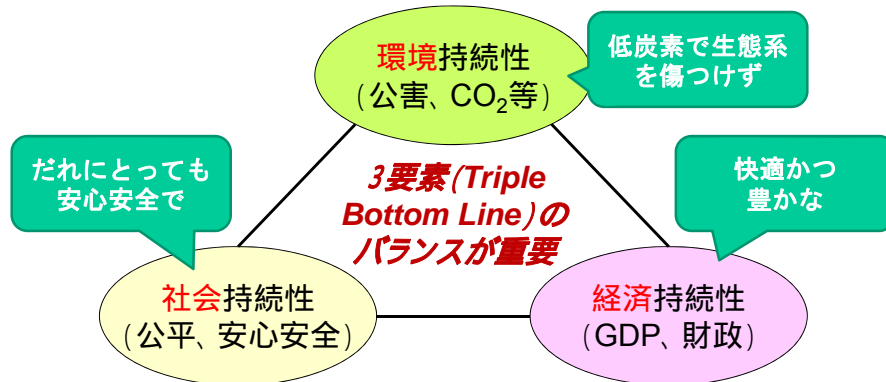 環境持続性
(公害、CO₂等)
低炭素で生態系
を傷つけず
だれにとっても
安心安全で
3要素(Triple
Bottom Line)の
バランスが重要
快適かつ
豊かな
社会持続性
(公平、安心安全)
経済持続性
(GDP、財政)